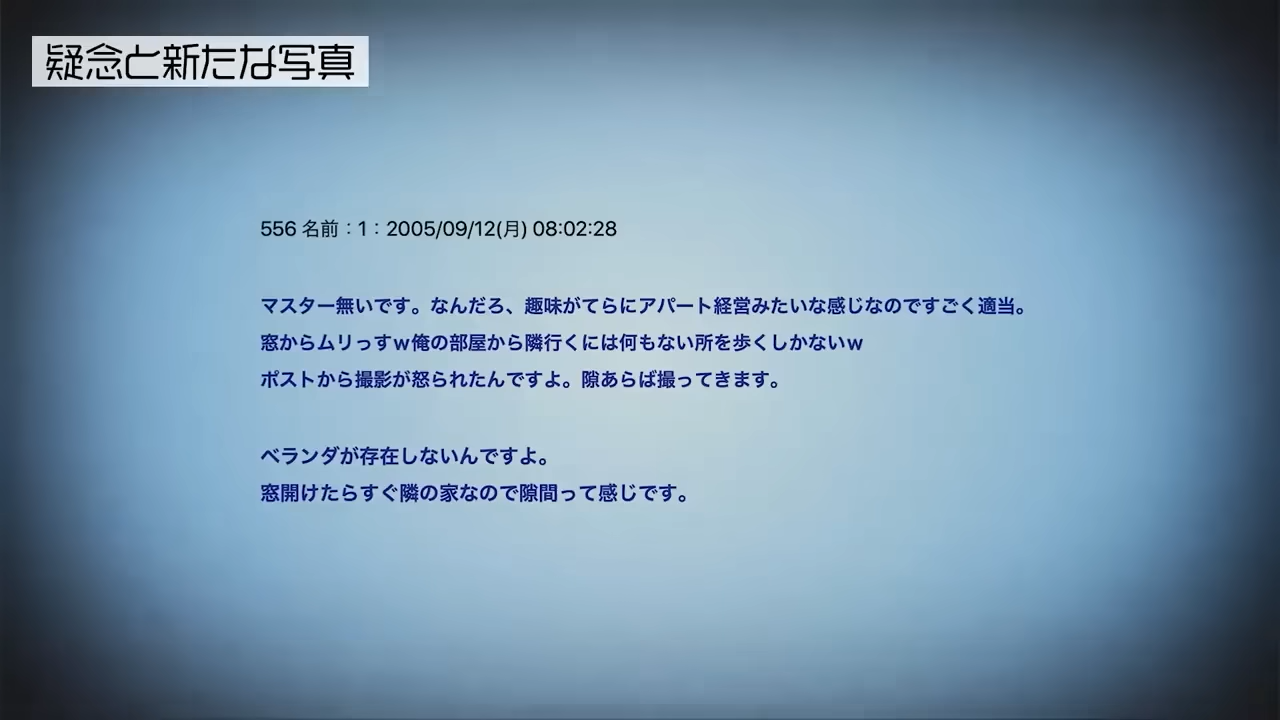 疑念と新たな写真
556 名前：1：2005/09/12(月) 08:02:28
マスター無いです。なんだろ、趣味がてらにアパート経営みたいな感じなのですごく適当。
窓からムリっすｗ俺の部屋から隣行くには何もない所を歩くしかないｗ
ポストから撮影が怒られたんですよ。隙あらば撮ってきます。
ベランダが存在しないんですよ。
窓開けたらすぐ隣の家なので隙間って感じです。